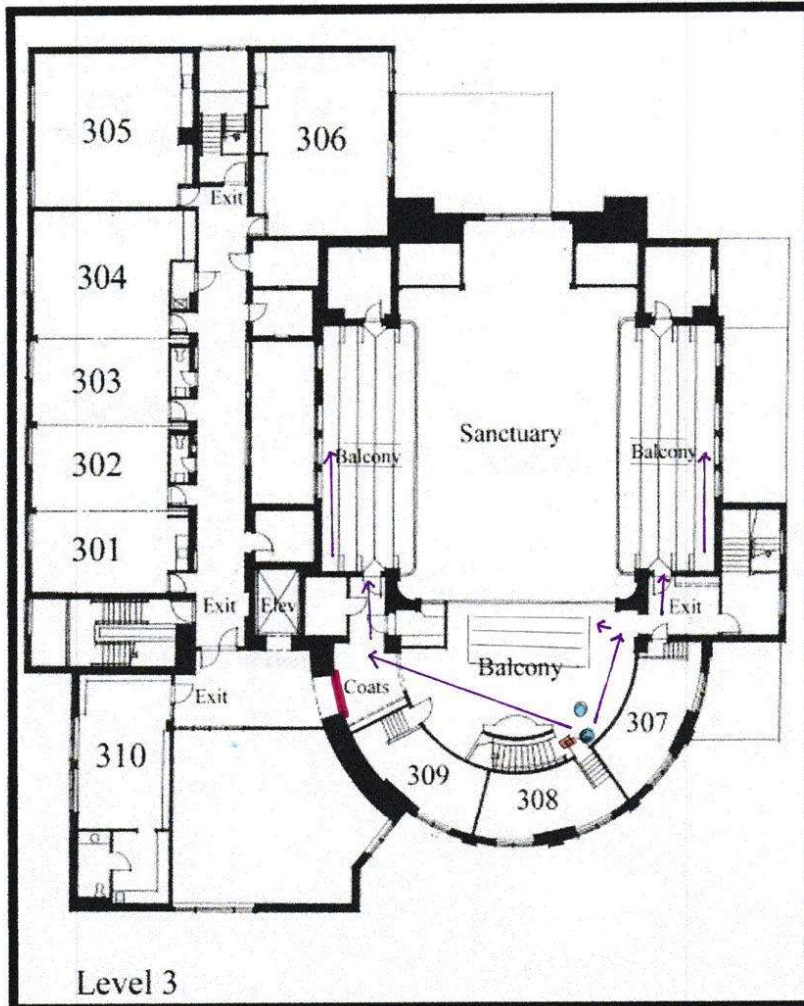 305
306
Exit
304
303
Sanctuary
Balcony
Balcony
302
301
Exit
Elev
Exit
Balcony
Coats
Exit
307
310
309
308
Level 3